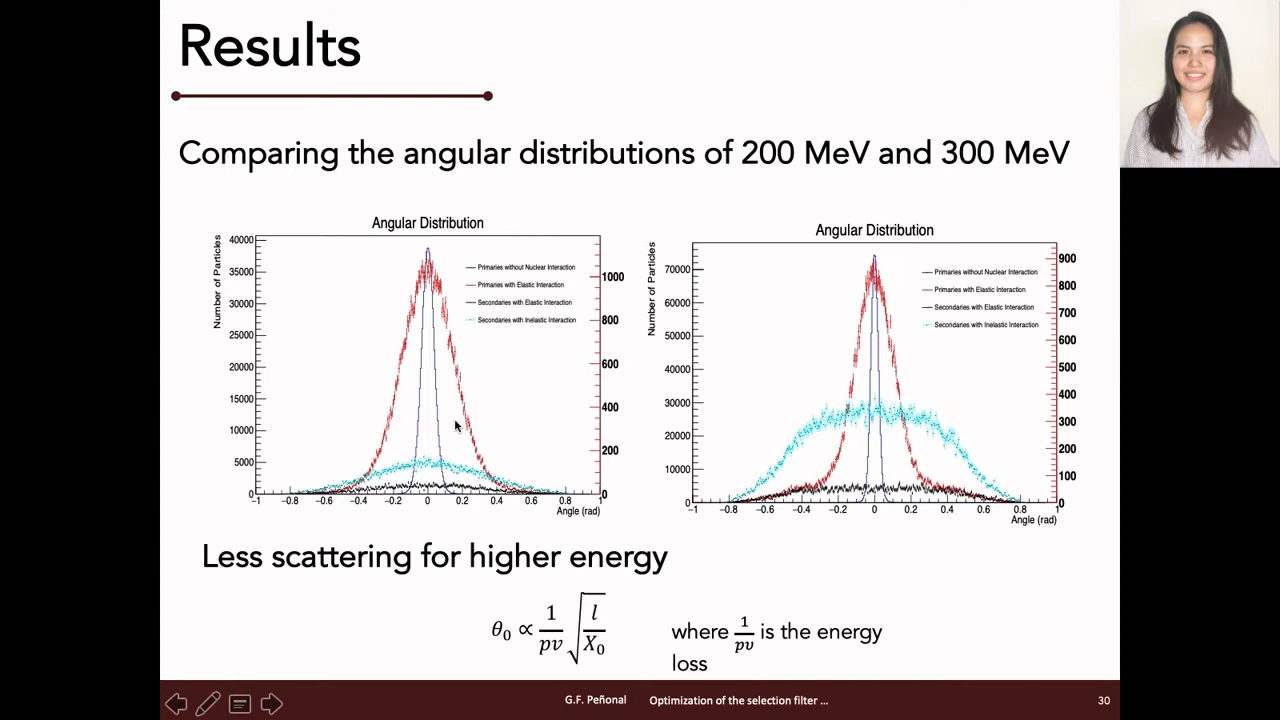 Results
Comparing the angular distributions of 200 MeV and 300 MeV
Angular Distribution
Number of Particles
40000
35000
30000
25000
20000
15000
10000
5000
0
1000
800
600
400
200
0
Primaries without Nuclear Interaction
Primaries with Elastic Interaction
Secondaries with Elastic Interaction
Secondaries with Inelastic Interaction
−1 −0.8 −0.6 −0.4 −0.2 0 0.2 0.4 0.6 0.8 1
Angle (rad)
Angular Distribution
Number of Particles
70000
60000
50000
40000
30000
20000
10000
0
900
800
700
600
500
400
300
200
100
0
Primaries without Nuclear Interaction
Primaries with Elastic Interaction
Secondaries with Elastic Interaction
Secondaries with Inelastic Interaction
−1 −0.8 −0.6 −0.4 −0.2 0 0.2 0.4 0.6 0.8 1
Angle (rad)
Less scattering for higher energy
θ₀ ∝ 1/pv √(l/X₀)
where 1/pv is the energy
loss
G.F. Peñonal Optimization of the selection filter ... 30